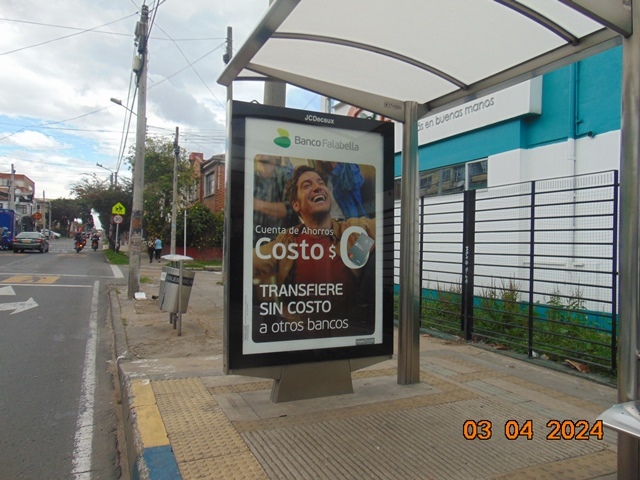 JCDecaux
Banco Falabella
ás en buenas manos
Cuenta de Ahorros
Costo $0
TRANSFIERE
SIN COSTO
a otros bancos
03 04 2024